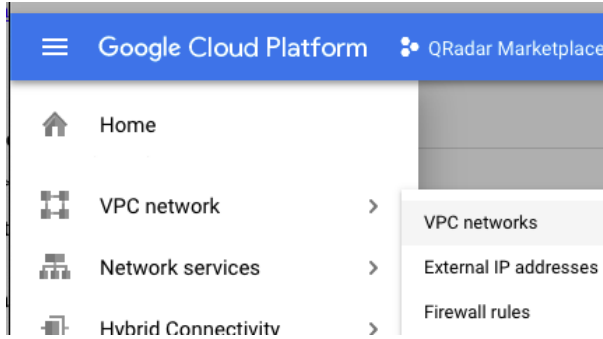 Google Cloud Platform
QRadar Marketplace
Home
VPC network
VPC networks
Network services
External IP addresses
Firewall rules
Hybrid Connectivity